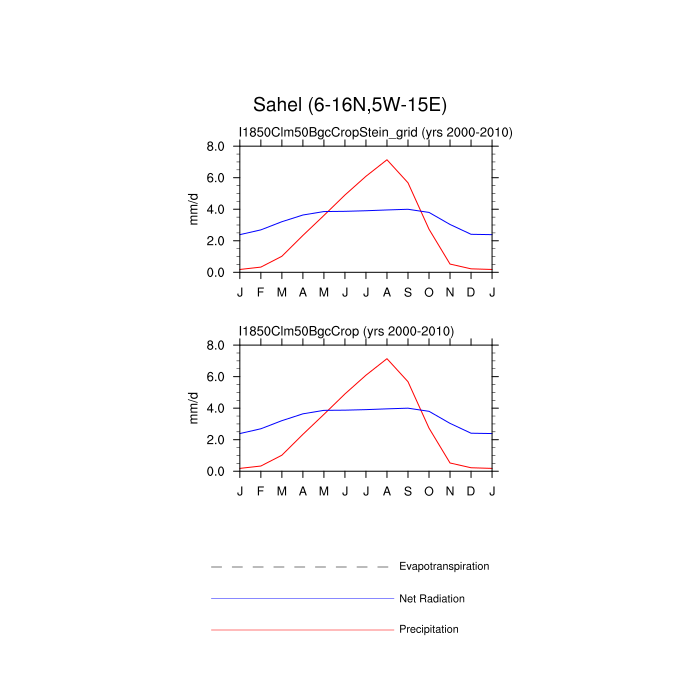 Sahel (6-16N,5W-15E)
I1850Clm50BgcCropStein_grid (yrs 2000-2010)
8.0
6.0
4.0
2.0
0.0
mm/d
J F M A M J J A S O N D J
I1850Clm50BgcCrop (yrs 2000-2010)
8.0
6.0
4.0
2.0
0.0
mm/d
J F M A M J J A S O N D J
Evapotranspiration
Net Radiation
Precipitation